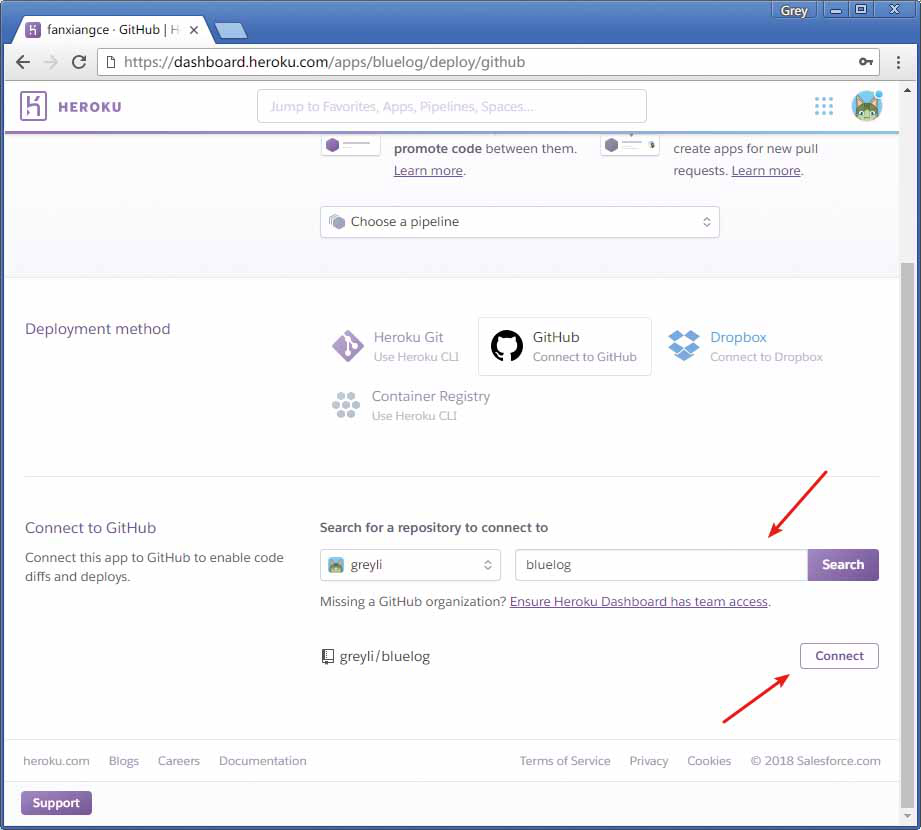 Grey
fanxiangce · GitHub | H
https://dashboard.heroku.com/apps/bluelog/deploy/github
HEROKU
Jump to Favorites, Apps, Pipelines, Spaces...
promote code between them.
Learn more.
create apps for new pull
requests. Learn more.
Choose a pipeline
Deployment method
Heroku Git
Use Heroku CLI
GitHub
Connect to GitHub
Dropbox
Connect to Dropbox
Container Registry
Use Heroku CLI
Connect to GitHub
Connect this app to GitHub to enable code
diffs and deploys.
Search for a repository to connect to
greyli
bluelog
Search
Missing a GitHub organization? Ensure Heroku Dashboard has team access.
greyli/bluelog
Connect
heroku.com Blogs Careers Documentation
Terms of Service Privacy Cookies © 2018 Salesforce.com
Support